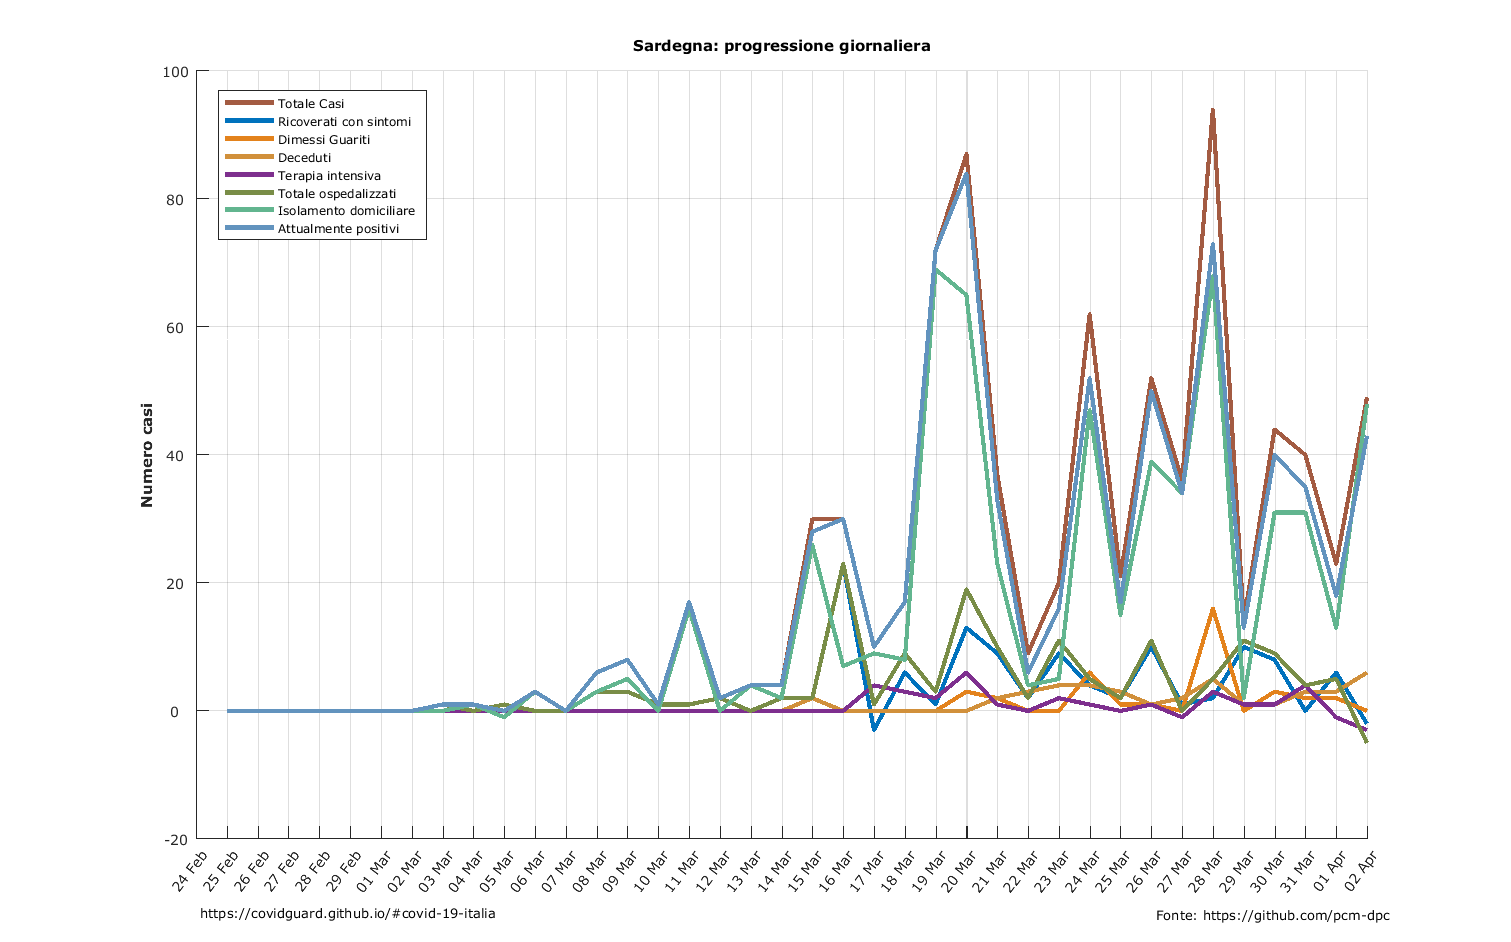 Sardegna: progressione giornaliera
100
80
60
40
20
0
-20
Numero casi
Totale Casi
Ricoverati con sintomi
Dimessi Guariti
Deceduti
Terapia intensiva
Totale ospedalizzati
Isolamento domiciliare
Attualmente positivi
24 Feb
25 Feb
26 Feb
27 Feb
28 Feb
29 Feb
01 Mar
02 Mar
03 Mar
04 Mar
05 Mar
06 Mar
07 Mar
08 Mar
09 Mar
10 Mar
11 Mar
12 Mar
13 Mar
14 Mar
15 Mar
16 Mar
17 Mar
18 Mar
19 Mar
20 Mar
21 Mar
22 Mar
23 Mar
24 Mar
25 Mar
26 Mar
27 Mar
28 Mar
29 Mar
30 Mar
31 Mar
01 Apr
02 Apr
https://covidguard.github.io/#covid-19-italia
Fonte: https://github.com/pcm-dpc